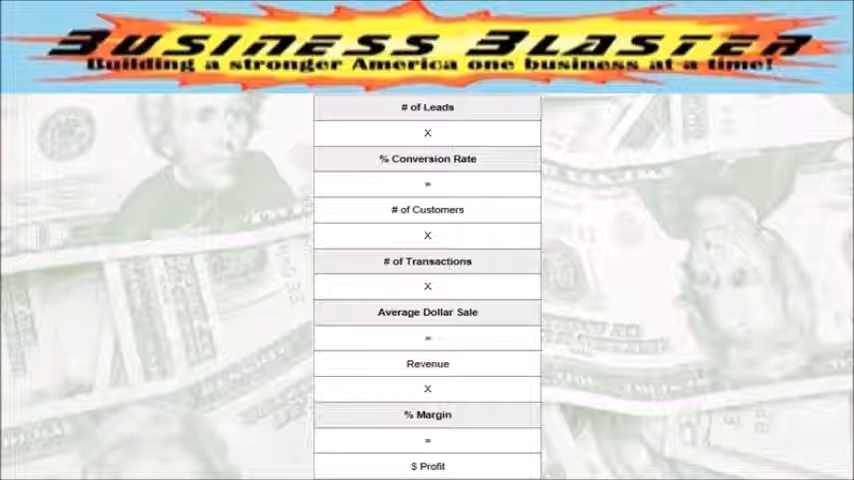 Business Blaster
Building a stronger America one business at a time!
# of Leads
X
% Conversion Rate
=
# of Customers
X
# of Transactions
X
Average Dollar Sale
=
Revenue
X
% Margin
=
$ Profit